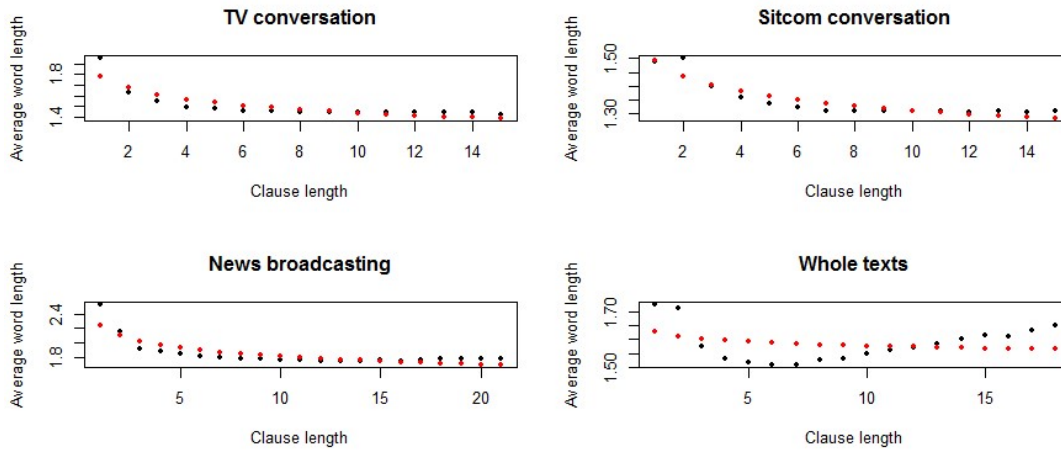 TV conversation
Average word length
1.4 1.8
2 4 6 8 10 12 14
Clause length
Sitcom conversation
Average word length
1.30 1.50
2 4 6 8 10 12 14
Clause length
News broadcasting
Average word length
1.8 2.4
5 10 15 20
Clause length
Whole texts
Average word length
1.50 1.70
5 10 15
Clause length